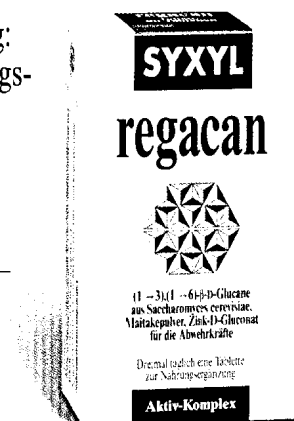 g:
gs-
SYXYL
regacan
(1→3),(1→6)-β-D-Glucane
aus Saccharomyces cerevisiae,
Maitakepulver, Zink-D-Gluconat
für die Abwehrkräfte
Dreimal täglich eine Tablette
zur Nahrungsergänzung
Aktiv-Komplex